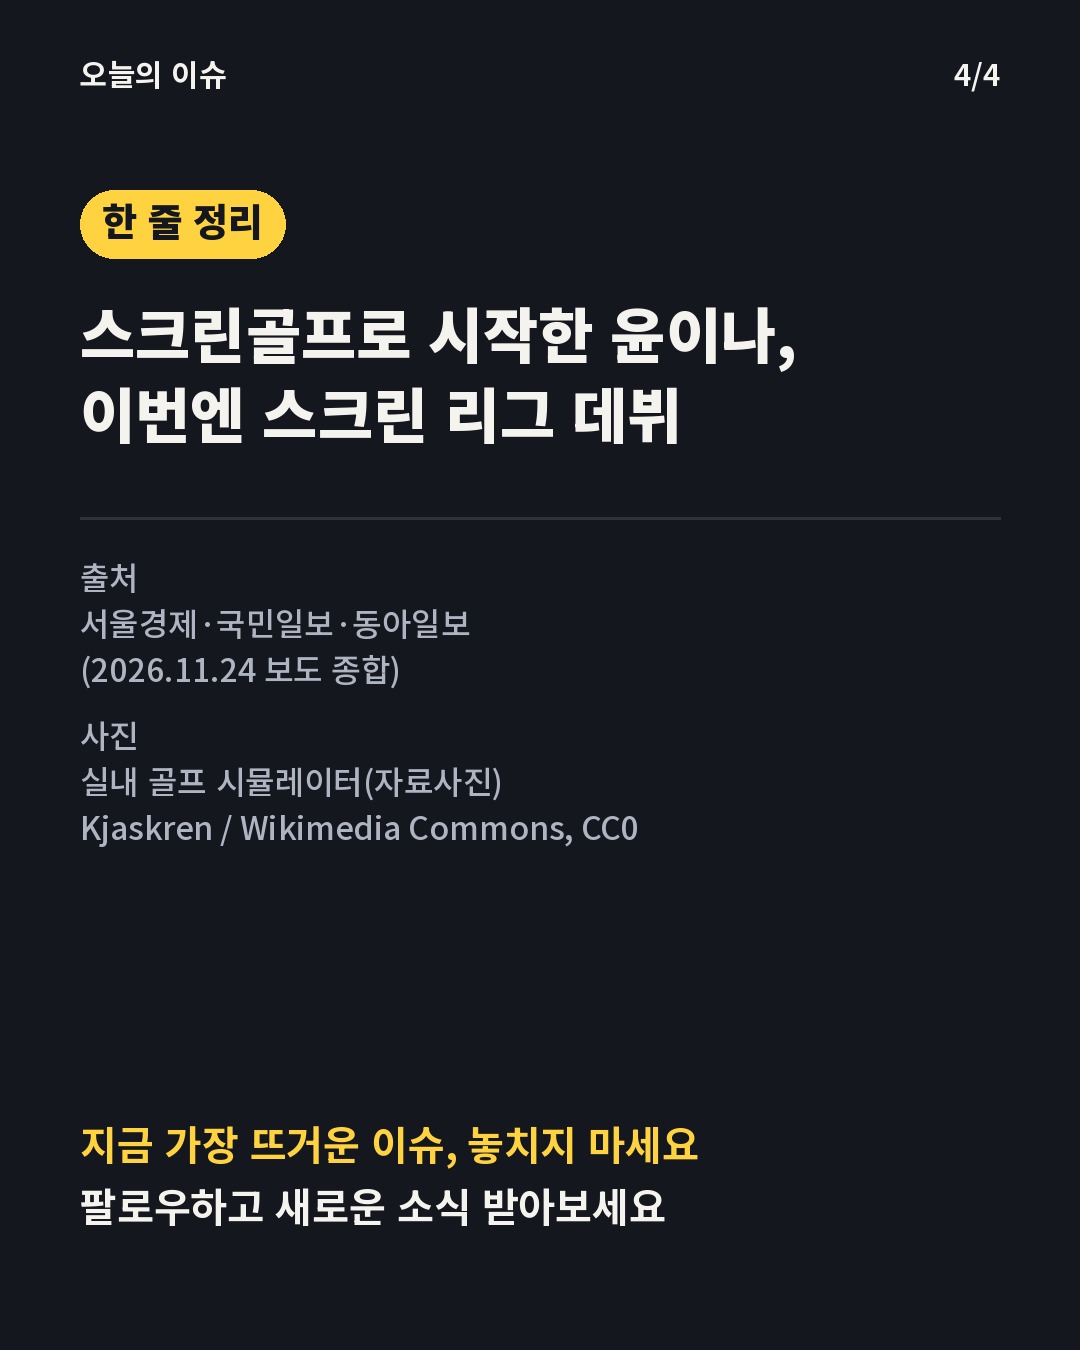 오늘의 이슈
4/4
한 줄 정리
스크린골프로 시작한 윤이나,
이번엔 스크린 리그 데뷔
출처
서울경제·국민일보·동아일보
(2026.11.24 보도 종합)
사진
실내 골프 시뮬레이터(자료사진)
Kjaskren / Wikimedia Commons, CC0
지금 가장 뜨거운 이슈, 놓치지 마세요
팔로우하고 새로운 소식 받아보세요